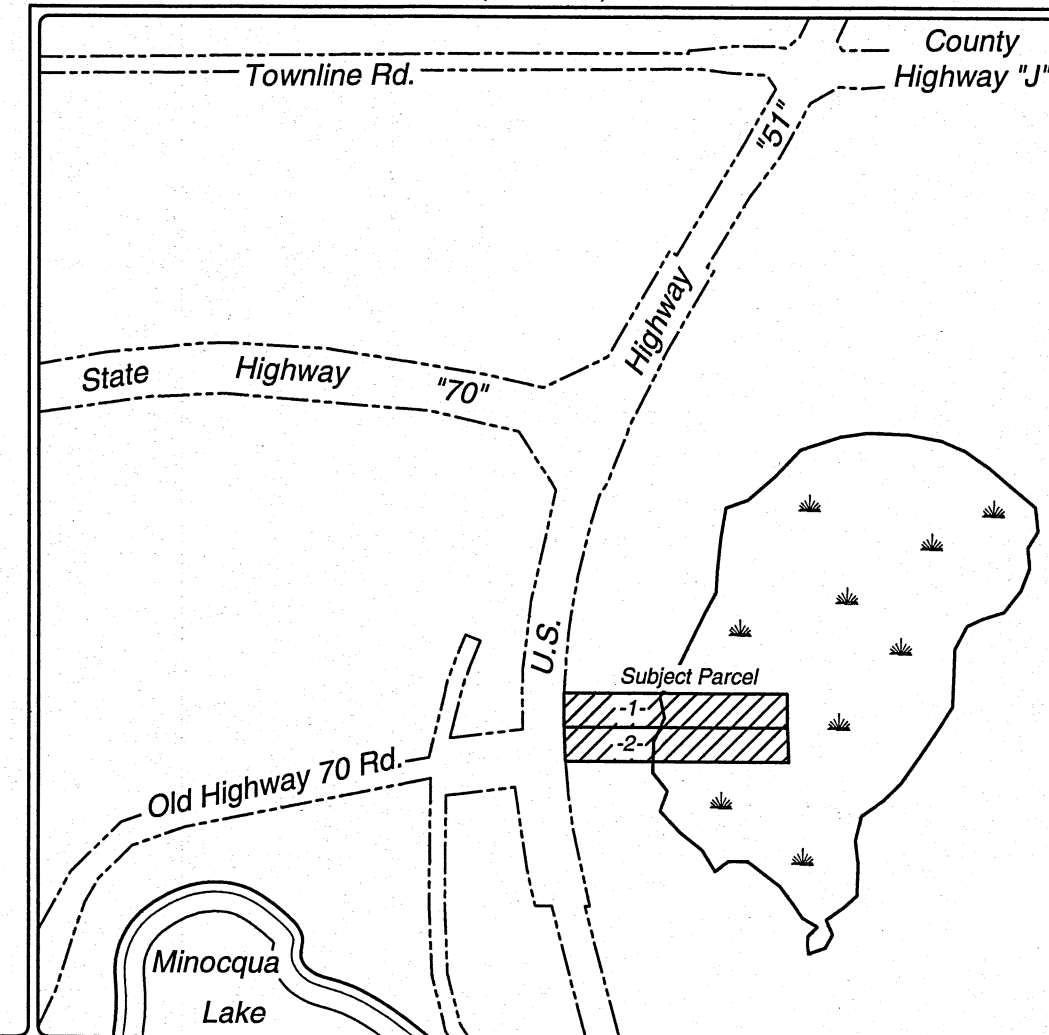 County
Highway "J"
Townline Rd.
"51"
Highway
State Highway "70"
U.S.
Subject Parcel
-1-
-2-
Old Highway 70 Rd.
Minocqua
Lake